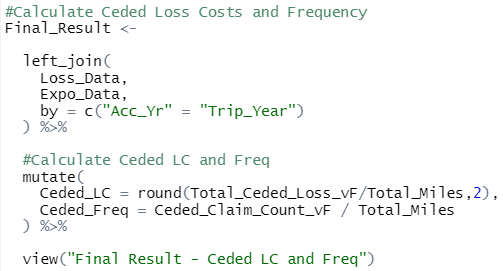 #Calculate Ceded Loss Costs and Frequency
Final_Result <-
left_join(
Loss_Data,
Expo_Data,
by = c("Acc_Yr" = "Trip_Year")
) %>%
#Calculate Ceded LC and Freq
mutate(
Ceded_LC = round(Total_Ceded_Loss_vF/Total_Miles,2),
Ceded_Freq = Ceded_Claim_Count_vF / Total_Miles
) %>%
view("Final Result - Ceded LC and Freq")